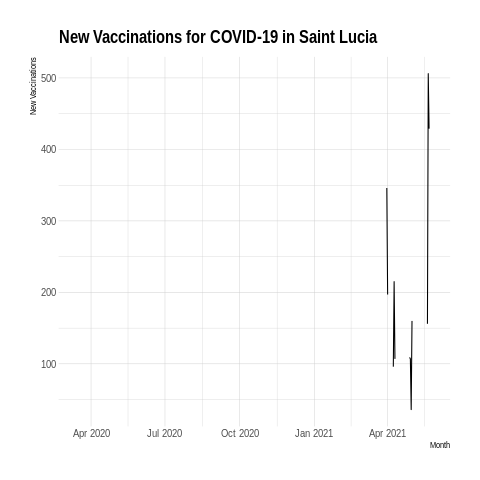 New Vaccinations for COVID-19 in Saint Lucia
New Vaccinations
500
400
300
200
100
Apr 2020 Jul 2020 Oct 2020 Jan 2021 Apr 2021
Month